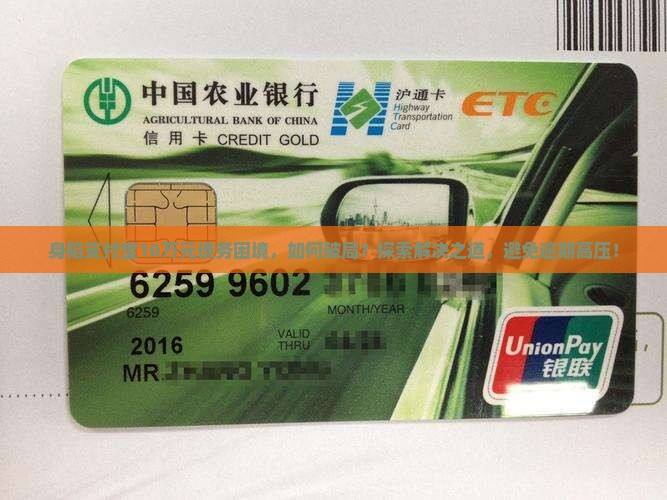 中国农业银行
AGRICULTURAL BANK OF CHINA
信用卡 CREDIT GOLD
沪通卡
Highway
Transportation
Card
ETC
身陷支付宝10万元债务困境，如何破局？探索解决之道，避免逾期高压！
6259 9602
6259
MONTH/YEAR
2016
VALID
THRU
MR.
UnionPay
银联